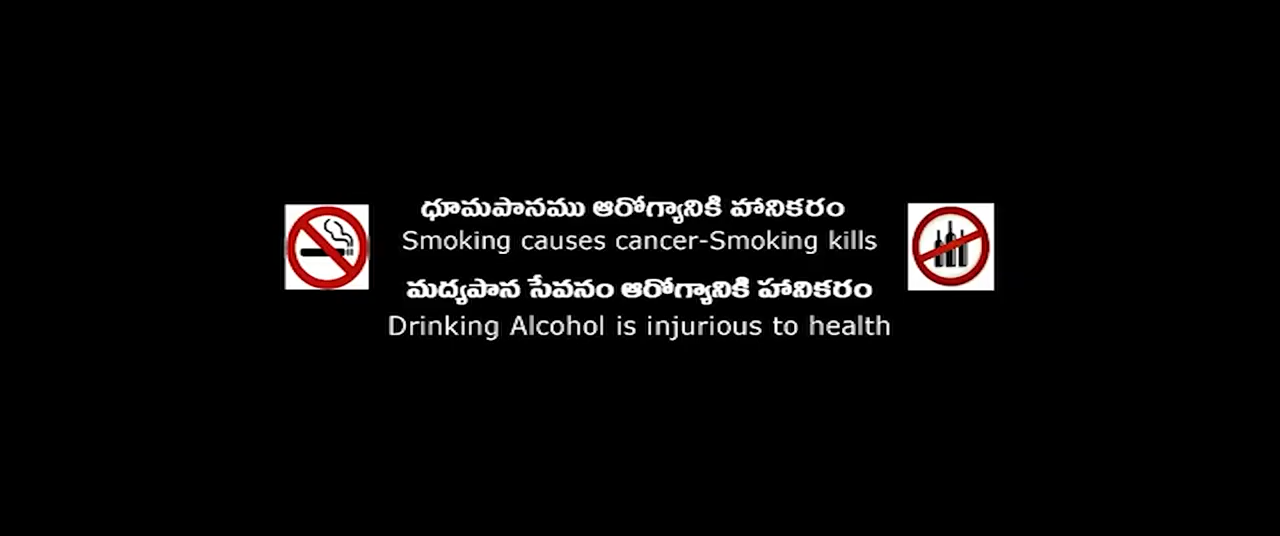 ధూమపానము ఆరోగ్యానికి హానికరం
Smoking causes cancer-Smoking kills
మద్యపాన సేవనం ఆరోగ్యానికి హానికరం
Drinking Alcohol is injurious to health